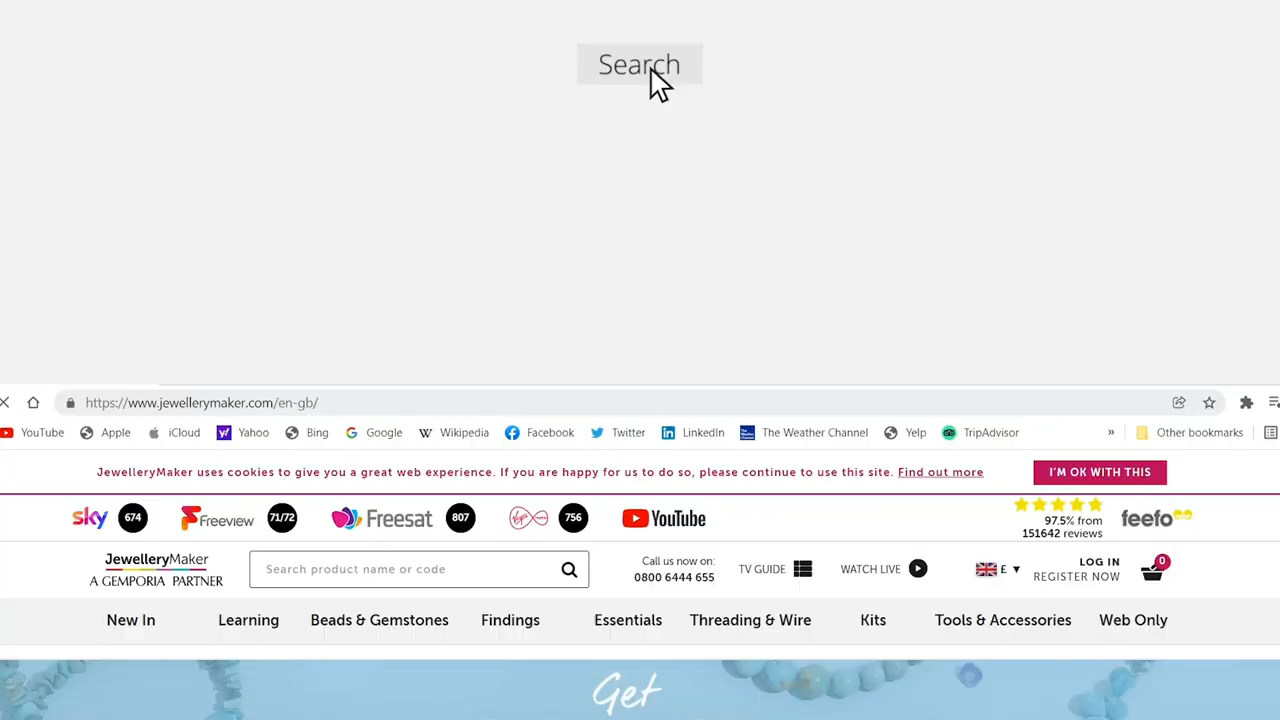 Search
https://www.jewellerymaker.com/en-gb/
YouTube Apple iCloud Yahoo Bing Google Wikipedia Facebook Twitter LinkedIn The Weather Channel Yelp TripAdvisor » Other bookmarks
JewelleryMaker uses cookies to give you a great web experience. If you are happy for us to do so, please continue to use this site. Find out more I'M OK WITH THIS
sky 674 Freeview 71/72 Freesat 807 Virgin media 756 YouTube 97.5% from 151642 reviews feefo
JewelleryMaker
A GEMPORIA PARTNER
Search product name or code
Call us now on:
0800 6444 655
TV GUIDE WATCH LIVE £ ▼
LOG IN
REGISTER NOW
0
New In Learning Beads & Gemstones Findings Essentials Threading & Wire Kits Tools & Accessories Web Only
Get